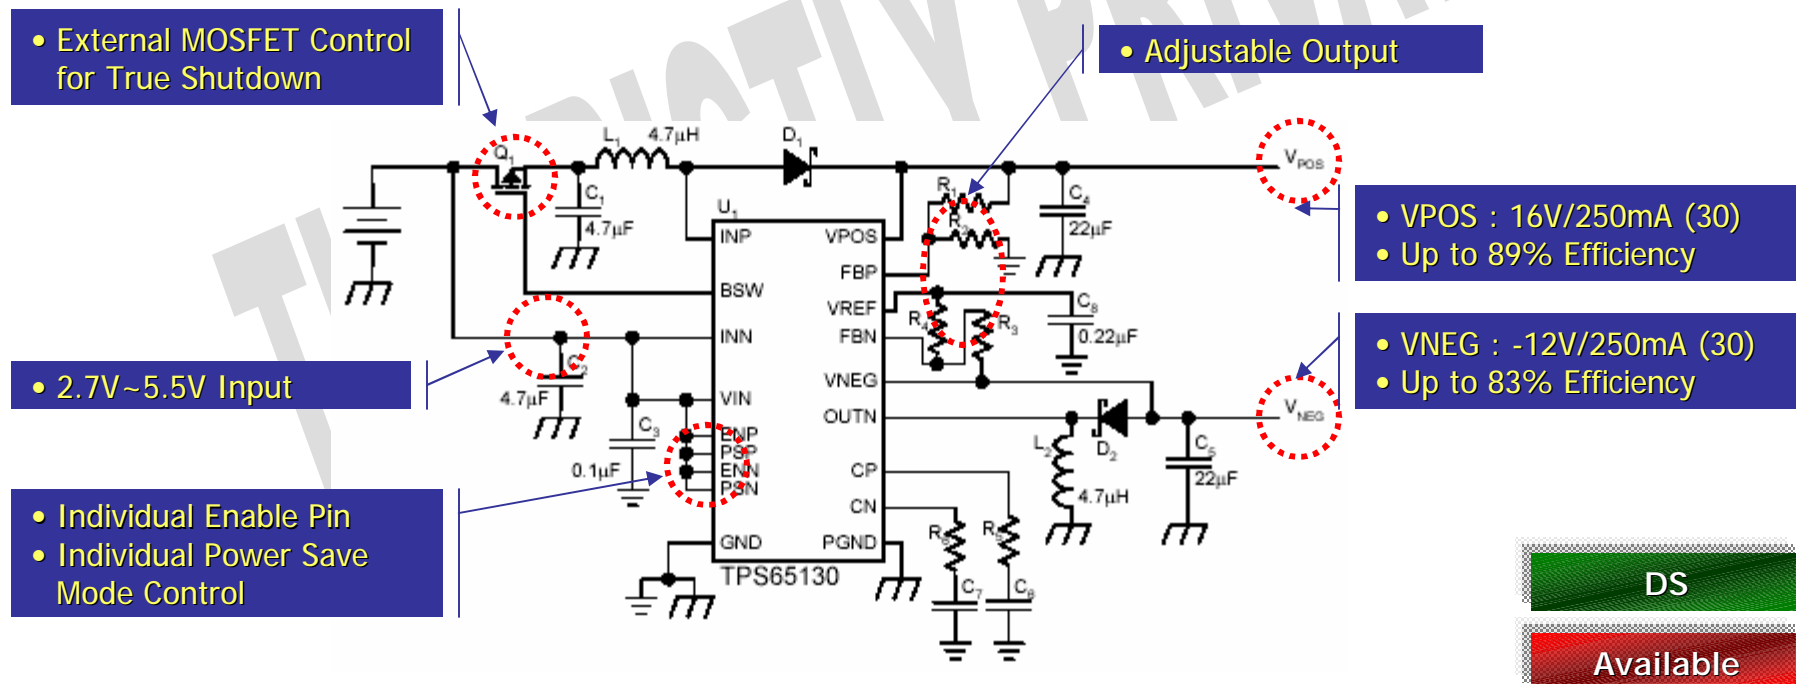 • External MOSFET Control
for True Shutdown
• Adjustable Output
Q1
L1 4.7µH
D1
VPOS
C1
4.7µF
R1
R2
C4
22µF
U1
INP
VPOS
FBP
BSW
VREF
INN
FBN
R4
R3
C8
0.22µF
• VPOS : 16V/250mA (30)
• Up to 89% Efficiency
• VNEG : -12V/250mA (30)
• Up to 83% Efficiency
• 2.7V~5.5V Input
C2
4.7µF
VNEG
VIN
OUTN
VNEG
C3
0.1µF
ENP
PSP
ENN
PSN
L2
4.7µH
D2
C5
22µF
CP
CN
• Individual Enable Pin
• Individual Power Save
Mode Control
R6
R5
GND
PGND
TPS65130
C7
C6
DS
Available